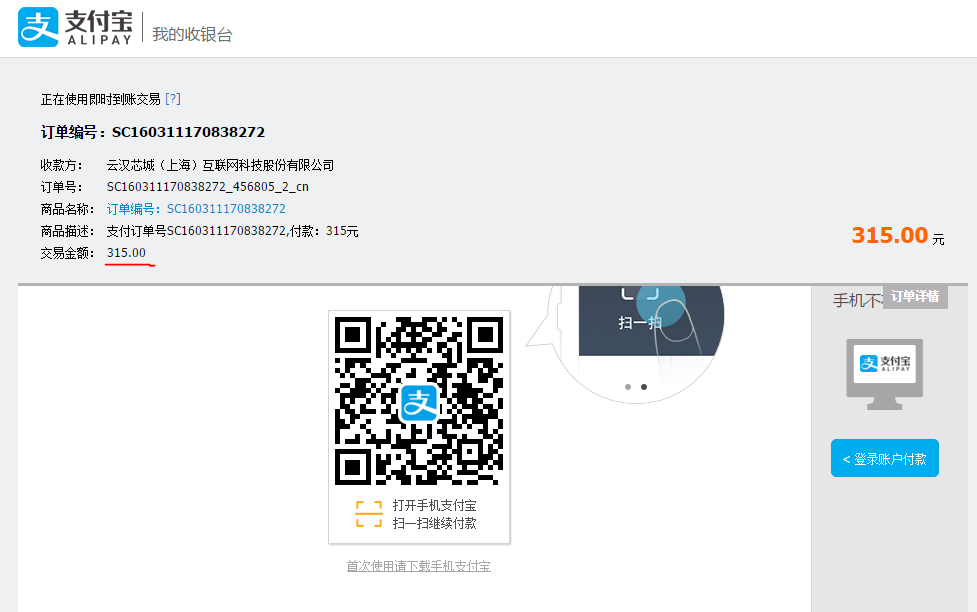 支付宝
ALIPAY
我的收银台
正在使用即时到账交易 [?]
订单编号：SC160311170838272
收款方： 云汉芯城（上海）互联网科技股份有限公司
订单号： SC160311170838272_456805_2_cn
商品名称： 订单编号：SC160311170838272
商品描述： 支付订单号SC160311170838272,付款：315元
交易金额： 315.00
315.00 元
订单详情
手机不
扫一拍
支付宝
ALIPAY
支
< 登录账户付款
打开手机支付宝
扫一扫继续付款
首次使用请下载手机支付宝